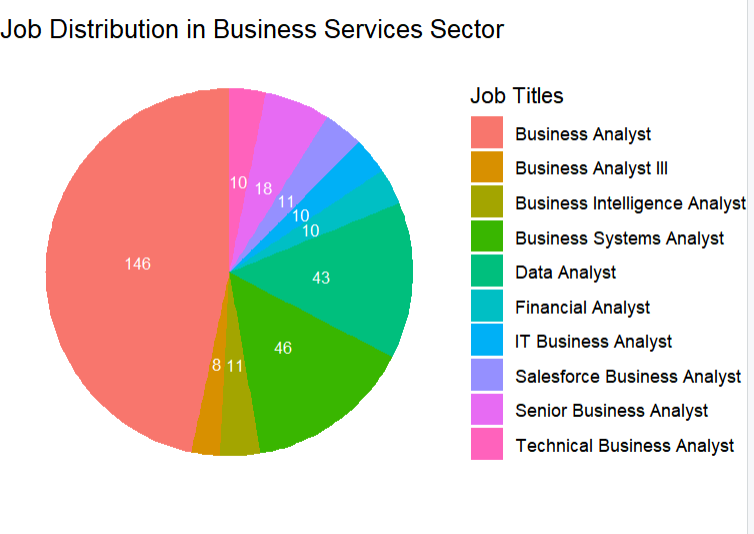 Job Distribution in Business Services Sector
Job Titles
Business Analyst
Business Analyst III
Business Intelligence Analyst
Business Systems Analyst
Data Analyst
Financial Analyst
IT Business Analyst
Salesforce Business Analyst
Senior Business Analyst
Technical Business Analyst
10
18
11
10
10
146
43
46
8
11